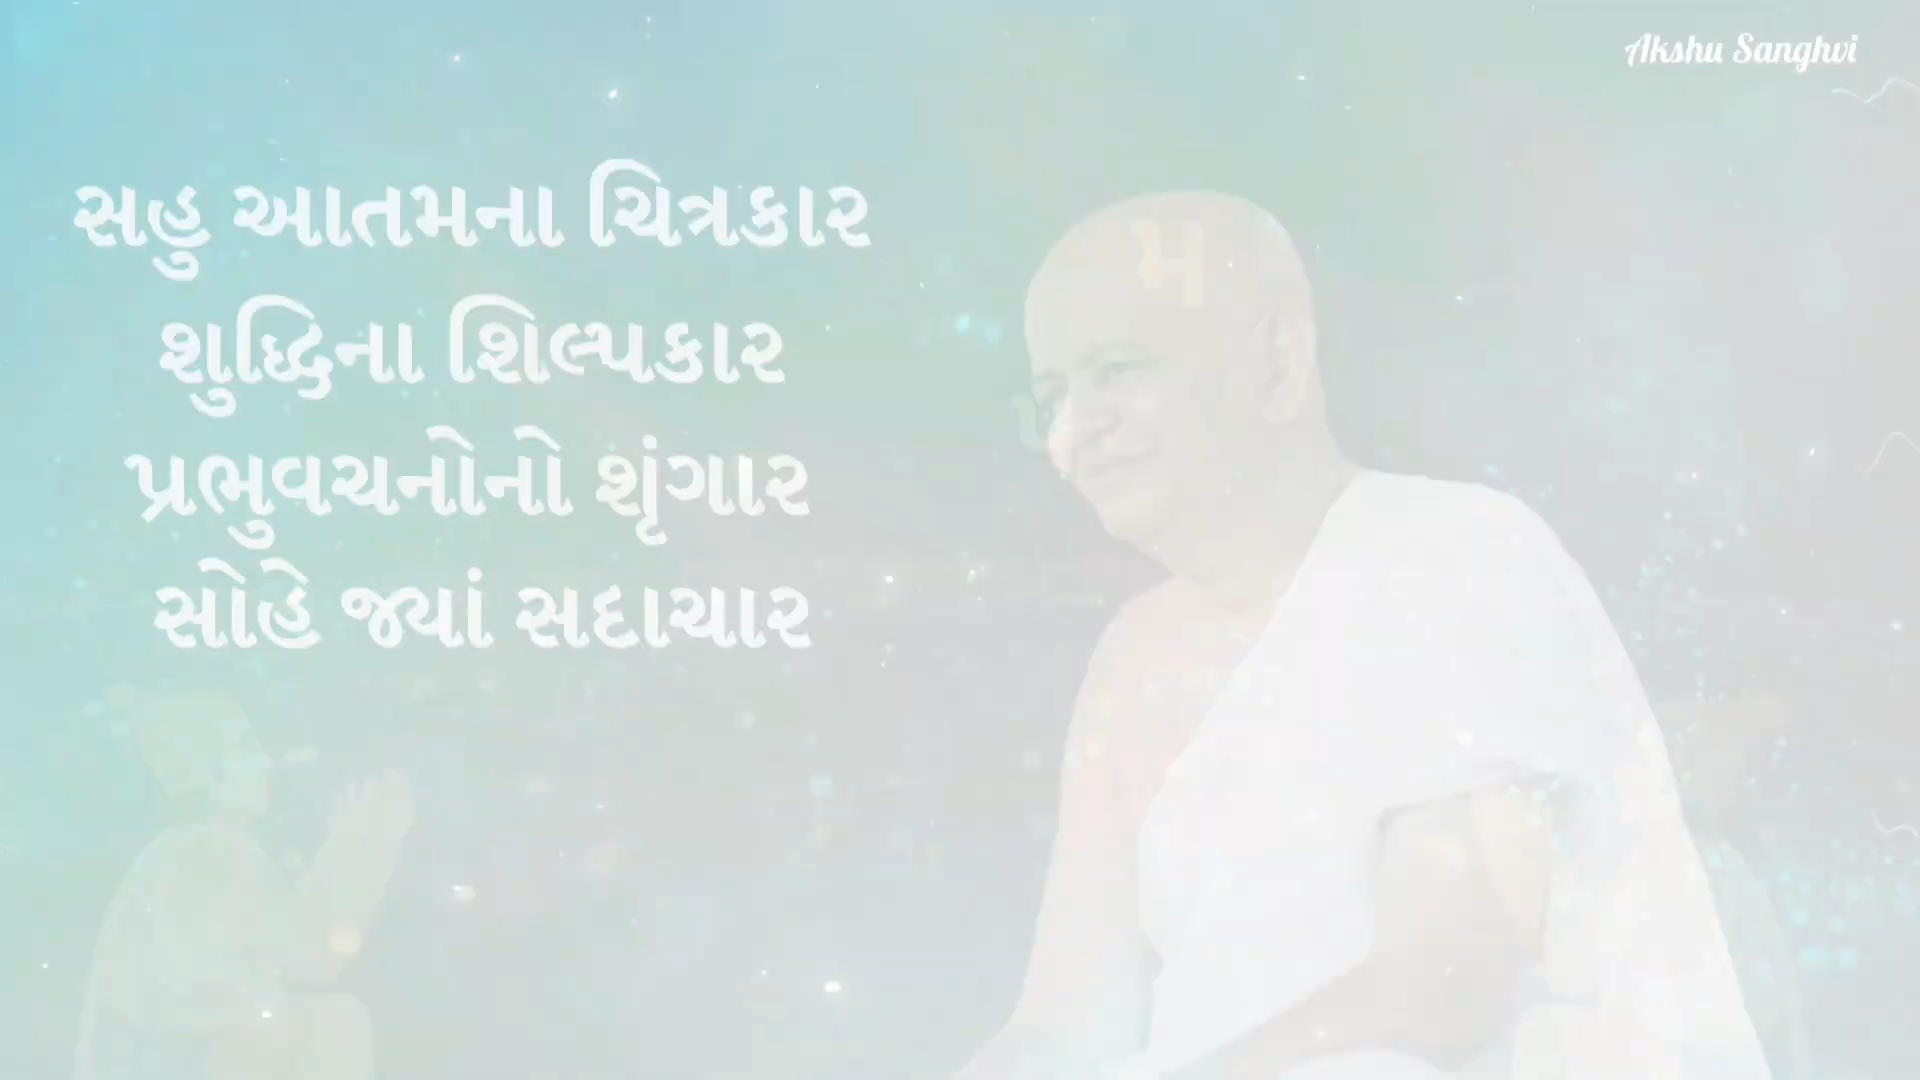 Akshu Sanghvi
સહુ આતમના ચિત્રકાર
શુદ્ધિના શિલ્પકાર
પ્રભુવચનોનો શૃંગાર
સોહે જ્યાં સદાચાર